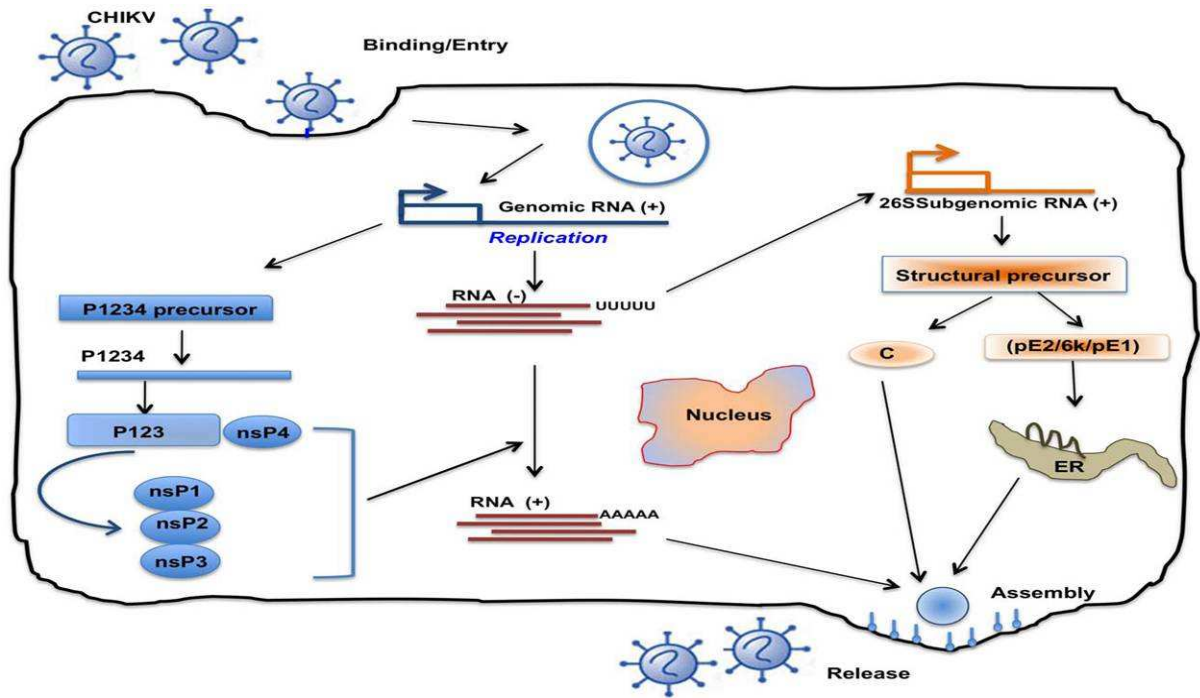 CHIKV
Binding/Entry
Genomic RNA (+)
Replication
26SSubgenomic RNA (+)
Structural precursor
RNA (-)
UUUUU
P1234 precursor
P1234
C
(pE2/6k/pE1)
Nucleus
P123
nsP4
ER
nsP1
nsP2
nsP3
RNA (+)
AAAAA
Assembly
Release